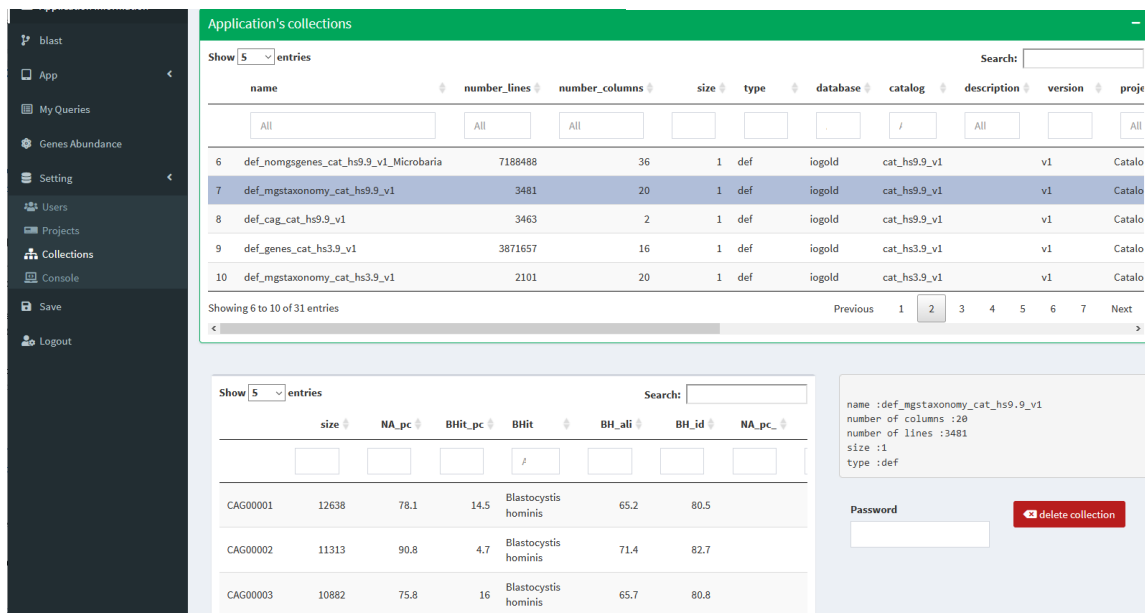 Application's collections
blast
App
My Queries
Genes Abundance
Setting
Users
Projects
Collections
Console
Save
Logout
Show 5 entries Search:
name number_lines number_columns size type database catalog description version proje
All All All All All
6 def_nomgsgenes_cat_hs9.9_v1_Microbaria 7188488 36 1 def iogold cat_hs9.9_v1 v1 Catalo
7 def_mgstaxonomy_cat_hs9.9_v1 3481 20 1 def iogold cat_hs9.9_v1 v1 Catalo
8 def_cag_cat_hs9.9_v1 3463 2 1 def iogold cat_hs9.9_v1 v1 Catalo
9 def_genes_cat_hs3.9_v1 3871657 16 1 def iogold cat_hs3.9_v1 v1 Catalo
10 def_mgstaxonomy_cat_hs3.9_v1 2101 20 1 def iogold cat_hs3.9_v1 v1 Catalo
Showing 6 to 10 of 31 entries Previous 1 2 3 4 5 6 7 Next
Show 5 entries Search:
size NA_pc BHit_pc BHit BH_ali BH_id NA_pc_
CAG00001 12638 78.1 14.5 Blastocystis hominis 65.2 80.5
CAG00002 11313 90.8 4.7 Blastocystis hominis 71.4 82.7
CAG00003 10882 75.8 16 Blastocystis hominis 65.7 80.8
name :def_mgstaxonomy_cat_hs9.9_v1
number of columns :20
number of lines :3481
size :1
type :def
Password
delete collection